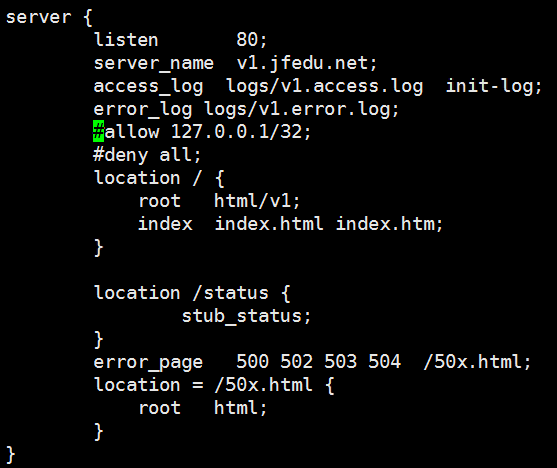 server {
        listen       80;
        server_name  v1.jfedu.net;
        access_log  logs/v1.access.log  init-log;
        error_log logs/v1.error.log;
        #allow 127.0.0.1/32;
        #deny all;
        location / {
            root   html/v1;
            index  index.html index.htm;
        }

        location /status {
                stub_status;
        }
        error_page   500 502 503 504  /50x.html;
        location = /50x.html {
            root   html;
        }
}